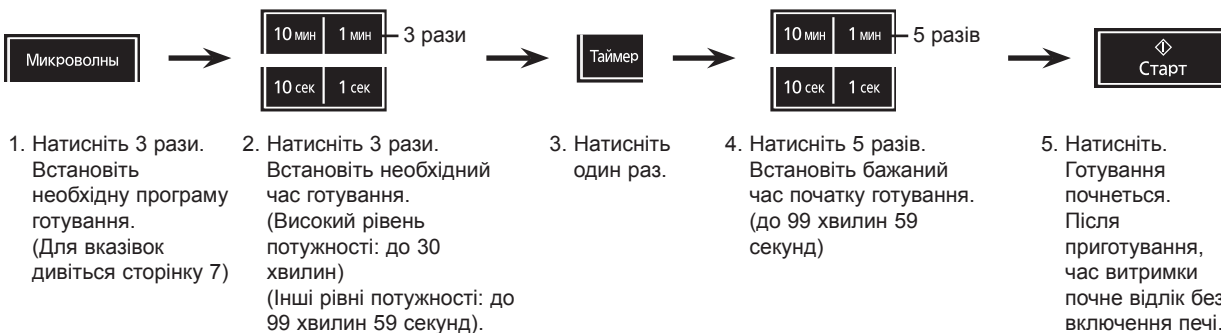 Микроволны
10 мин 1 мин 3 рази
10 сек 1 сек
Таймер
10 мин 1 мин 5 разів
10 сек 1 сек
Старт
1. Натисніть 3 рази.
Встановіть
необхідну програму
готування.
(Для вказівок
дивіться сторінку 7)
2. Натисніть 3 рази.
Встановіть необхідний
час готування.
(Високий рівень
потужності: до 30
хвилин)
(Інші рівні потужності: до
99 хвилин 59 секунд).
3. Натисніть
один раз.
4. Натисніть 5 разів.
Встановіть бажаний
час початку готування.
(до 99 хвилин 59
секунд)
5. Натисніть.
Готування
почнеться.
Після
приготування,
час витримки
почне відлік без
включення печі.